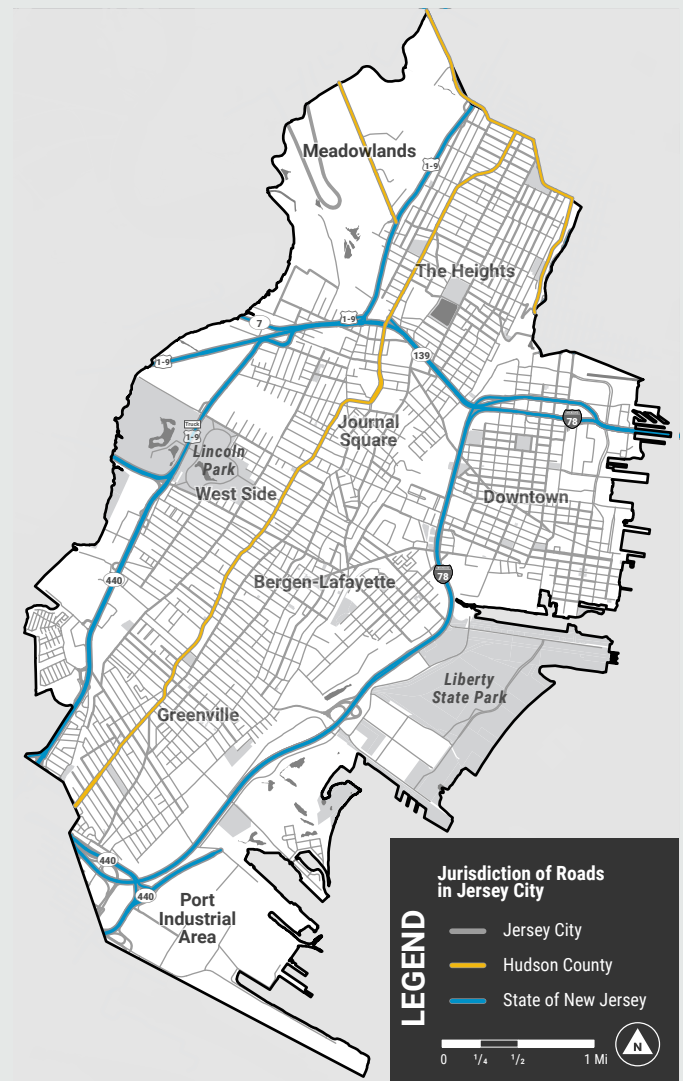 Meadowlands
1-9
The Heights
7
1-9
139
1-9
78
Truck
1-9
Journal
Square
Lincoln
Park
West Side
Downtown
440
Bergen-Lafayette
78
Liberty
State Park
Greenville
440
440
Port
Industrial
Area
LEGEND
Jurisdiction of Roads
in Jersey City
Jersey City
Hudson County
State of New Jersey
0 1/4 1/2 1 Mi
N